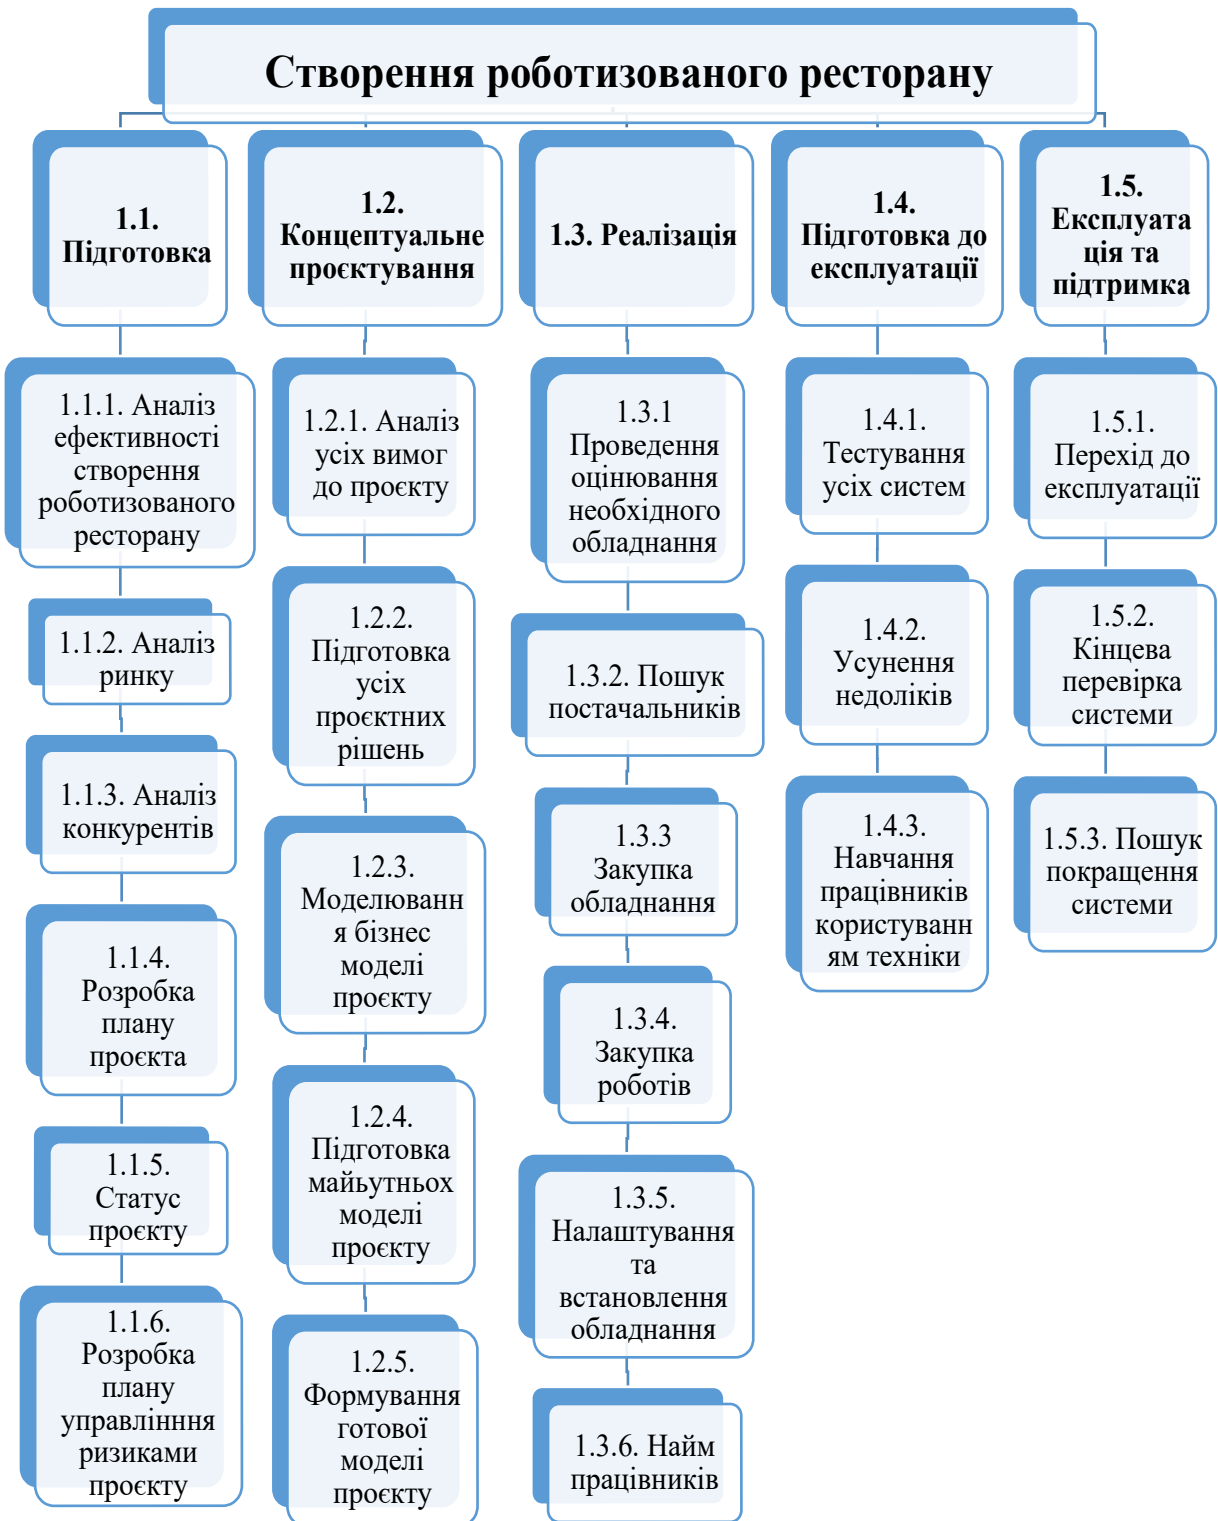 Створення роботизованого ресторану
1.1.
Підготовка
1.2.
Концептуальне
проєктування
1.3. Реалізація
1.4.
Підготовка до
експлуатації
1.5.
Експлуата
ція та
підтримка
1.1.1. Аналіз
ефективності
створення
роботизованого
ресторану
1.1.2. Аналіз
ринку
1.1.3. Аналіз
конкурентів
1.1.4.
Розробка
плану
проєкта
1.1.5.
Статус
проєкту
1.1.6.
Розробка
плану
управлінння
ризиками
проєкту
1.2.1. Аналіз
усіх вимог
до проєкту
1.2.2.
Підготовка
усіх
проєктних
рішень
1.2.3.
Моделюванн
я бізнес
моделі
проєкту
1.2.4.
Підготовка
майьутньох
моделі
проєкту
1.2.5.
Формування
готової
моделі
проєкту
1.3.1
Проведення
оцінювання
необхідного
обладнання
1.3.2. Пошук
постачальників
1.3.3
Закупка
обладнання
1.3.4.
Закупка
роботів
1.3.5.
Налаштування
та
встановлення
обладнання
1.3.6. Найм
працівників
1.4.1.
Тестування
усіх систем
1.4.2.
Усунення
недоліків
1.4.3.
Навчання
працівників
користуванн
ям техніки
1.5.1.
Перехід до
експлуатації
1.5.2.
Кінцева
перевірка
системи
1.5.3. Пошук
покращення
системи